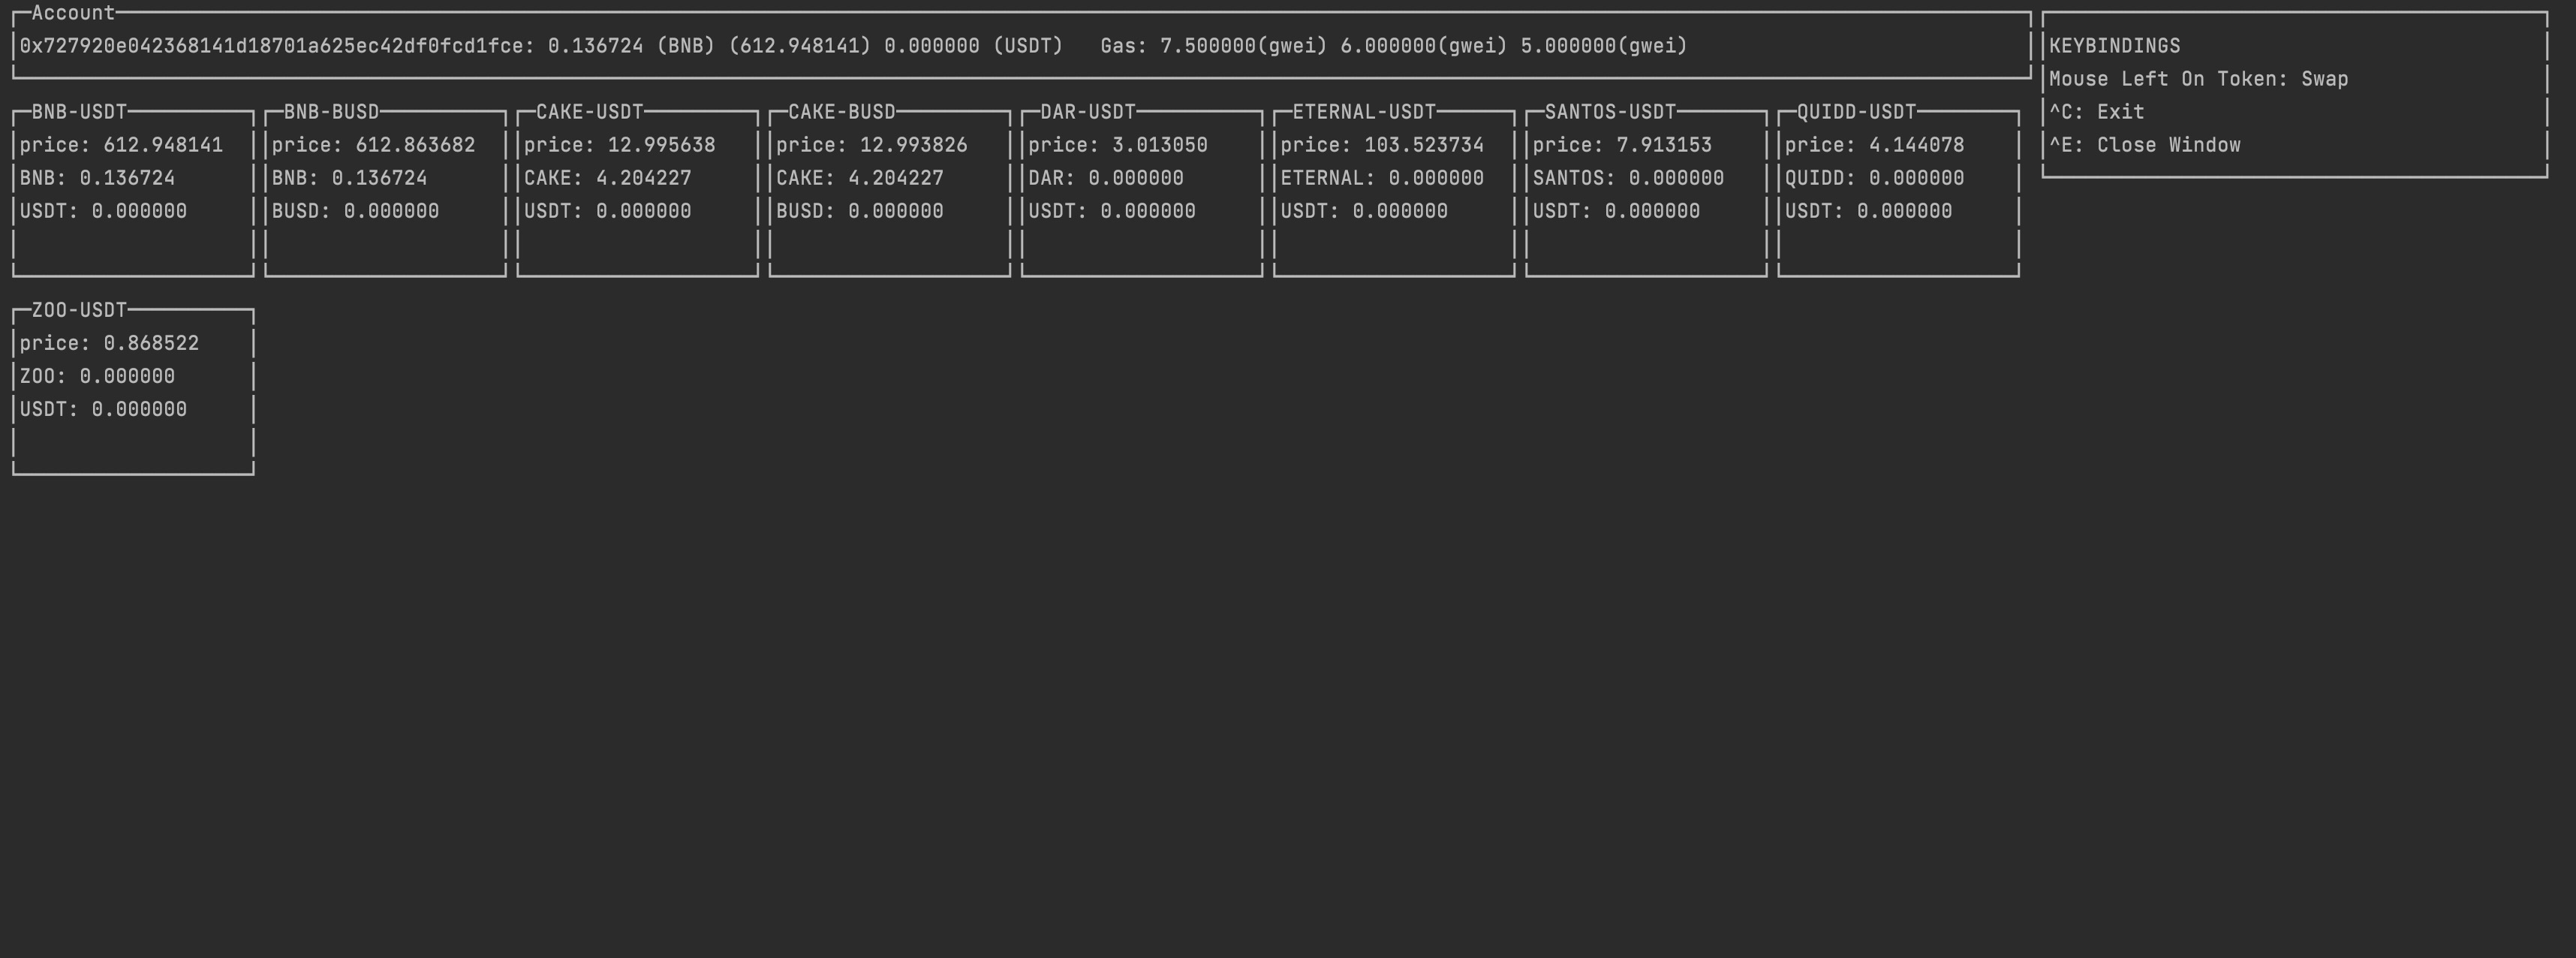 Account
0x727920e042368141d18701a625ec42df0fcd1fce: 0.136724 (BNB) (612.948141) 0.000000 (USDT)   Gas: 7.500000(gwei) 6.000000(gwei) 5.000000(gwei)
KEYBINDINGS
Mouse Left On Token: Swap
^C: Exit
^E: Close Window
BNB-USDT
price: 612.948141
BNB: 0.136724
USDT: 0.000000
BNB-BUSD
price: 612.863682
BNB: 0.136724
BUSD: 0.000000
CAKE-USDT
price: 12.995638
CAKE: 4.204227
USDT: 0.000000
CAKE-BUSD
price: 12.993826
CAKE: 4.204227
BUSD: 0.000000
DAR-USDT
price: 3.013050
DAR: 0.000000
USDT: 0.000000
ETERNAL-USDT
price: 103.523734
ETERNAL: 0.000000
USDT: 0.000000
SANTOS-USDT
price: 7.913153
SANTOS: 0.000000
USDT: 0.000000
QUIDD-USDT
price: 4.144078
QUIDD: 0.000000
USDT: 0.000000
ZOO-USDT
price: 0.868522
ZOO: 0.000000
USDT: 0.000000